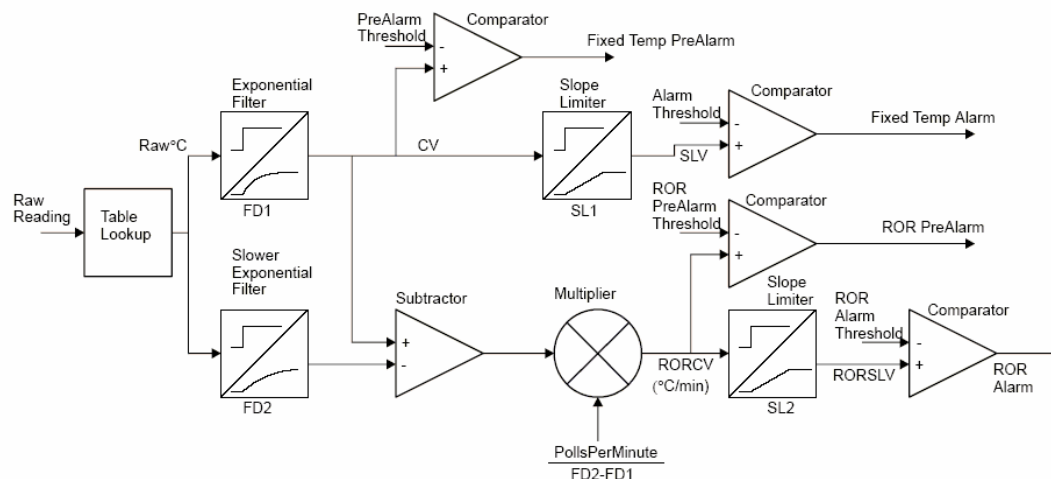 PreAlarm
Threshold
-
+
Comparator
Fixed Temp PreAlarm
Exponential
Filter
FD1
Raw°C
CV
Slope
Limiter
SL1
SLV
Alarm
Threshold
-
+
Comparator
Fixed Temp Alarm
Raw
Reading
Table
Lookup
ROR
PreAlarm
Threshold
-
+
Comparator
ROR PreAlarm
Slower
Exponential
Filter
FD2
Subtractor
+
-
Multiplier
PollsPerMinute
FD2-FD1
RORCV
(°C/min)
Slope
Limiter
SL2
RORSLV
ROR
Alarm
Threshold
-
+
Comparator
ROR
Alarm